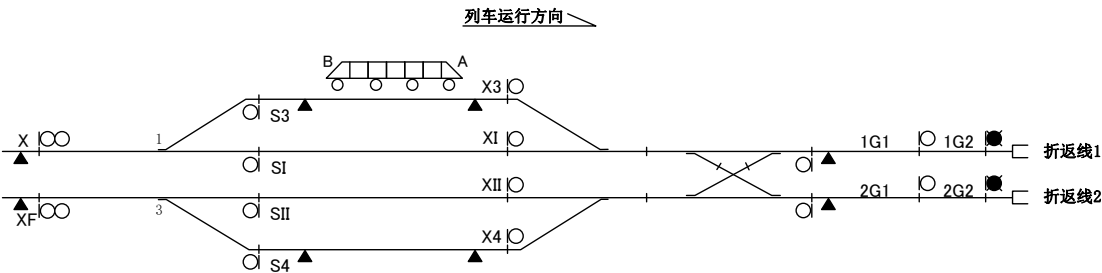 列车运行方向
B A
X3
S3
X 1 XI 1G1 1G2 折返线1
SI
XII
XF 3 SII 2G1 2G2 折返线2
X4
S4